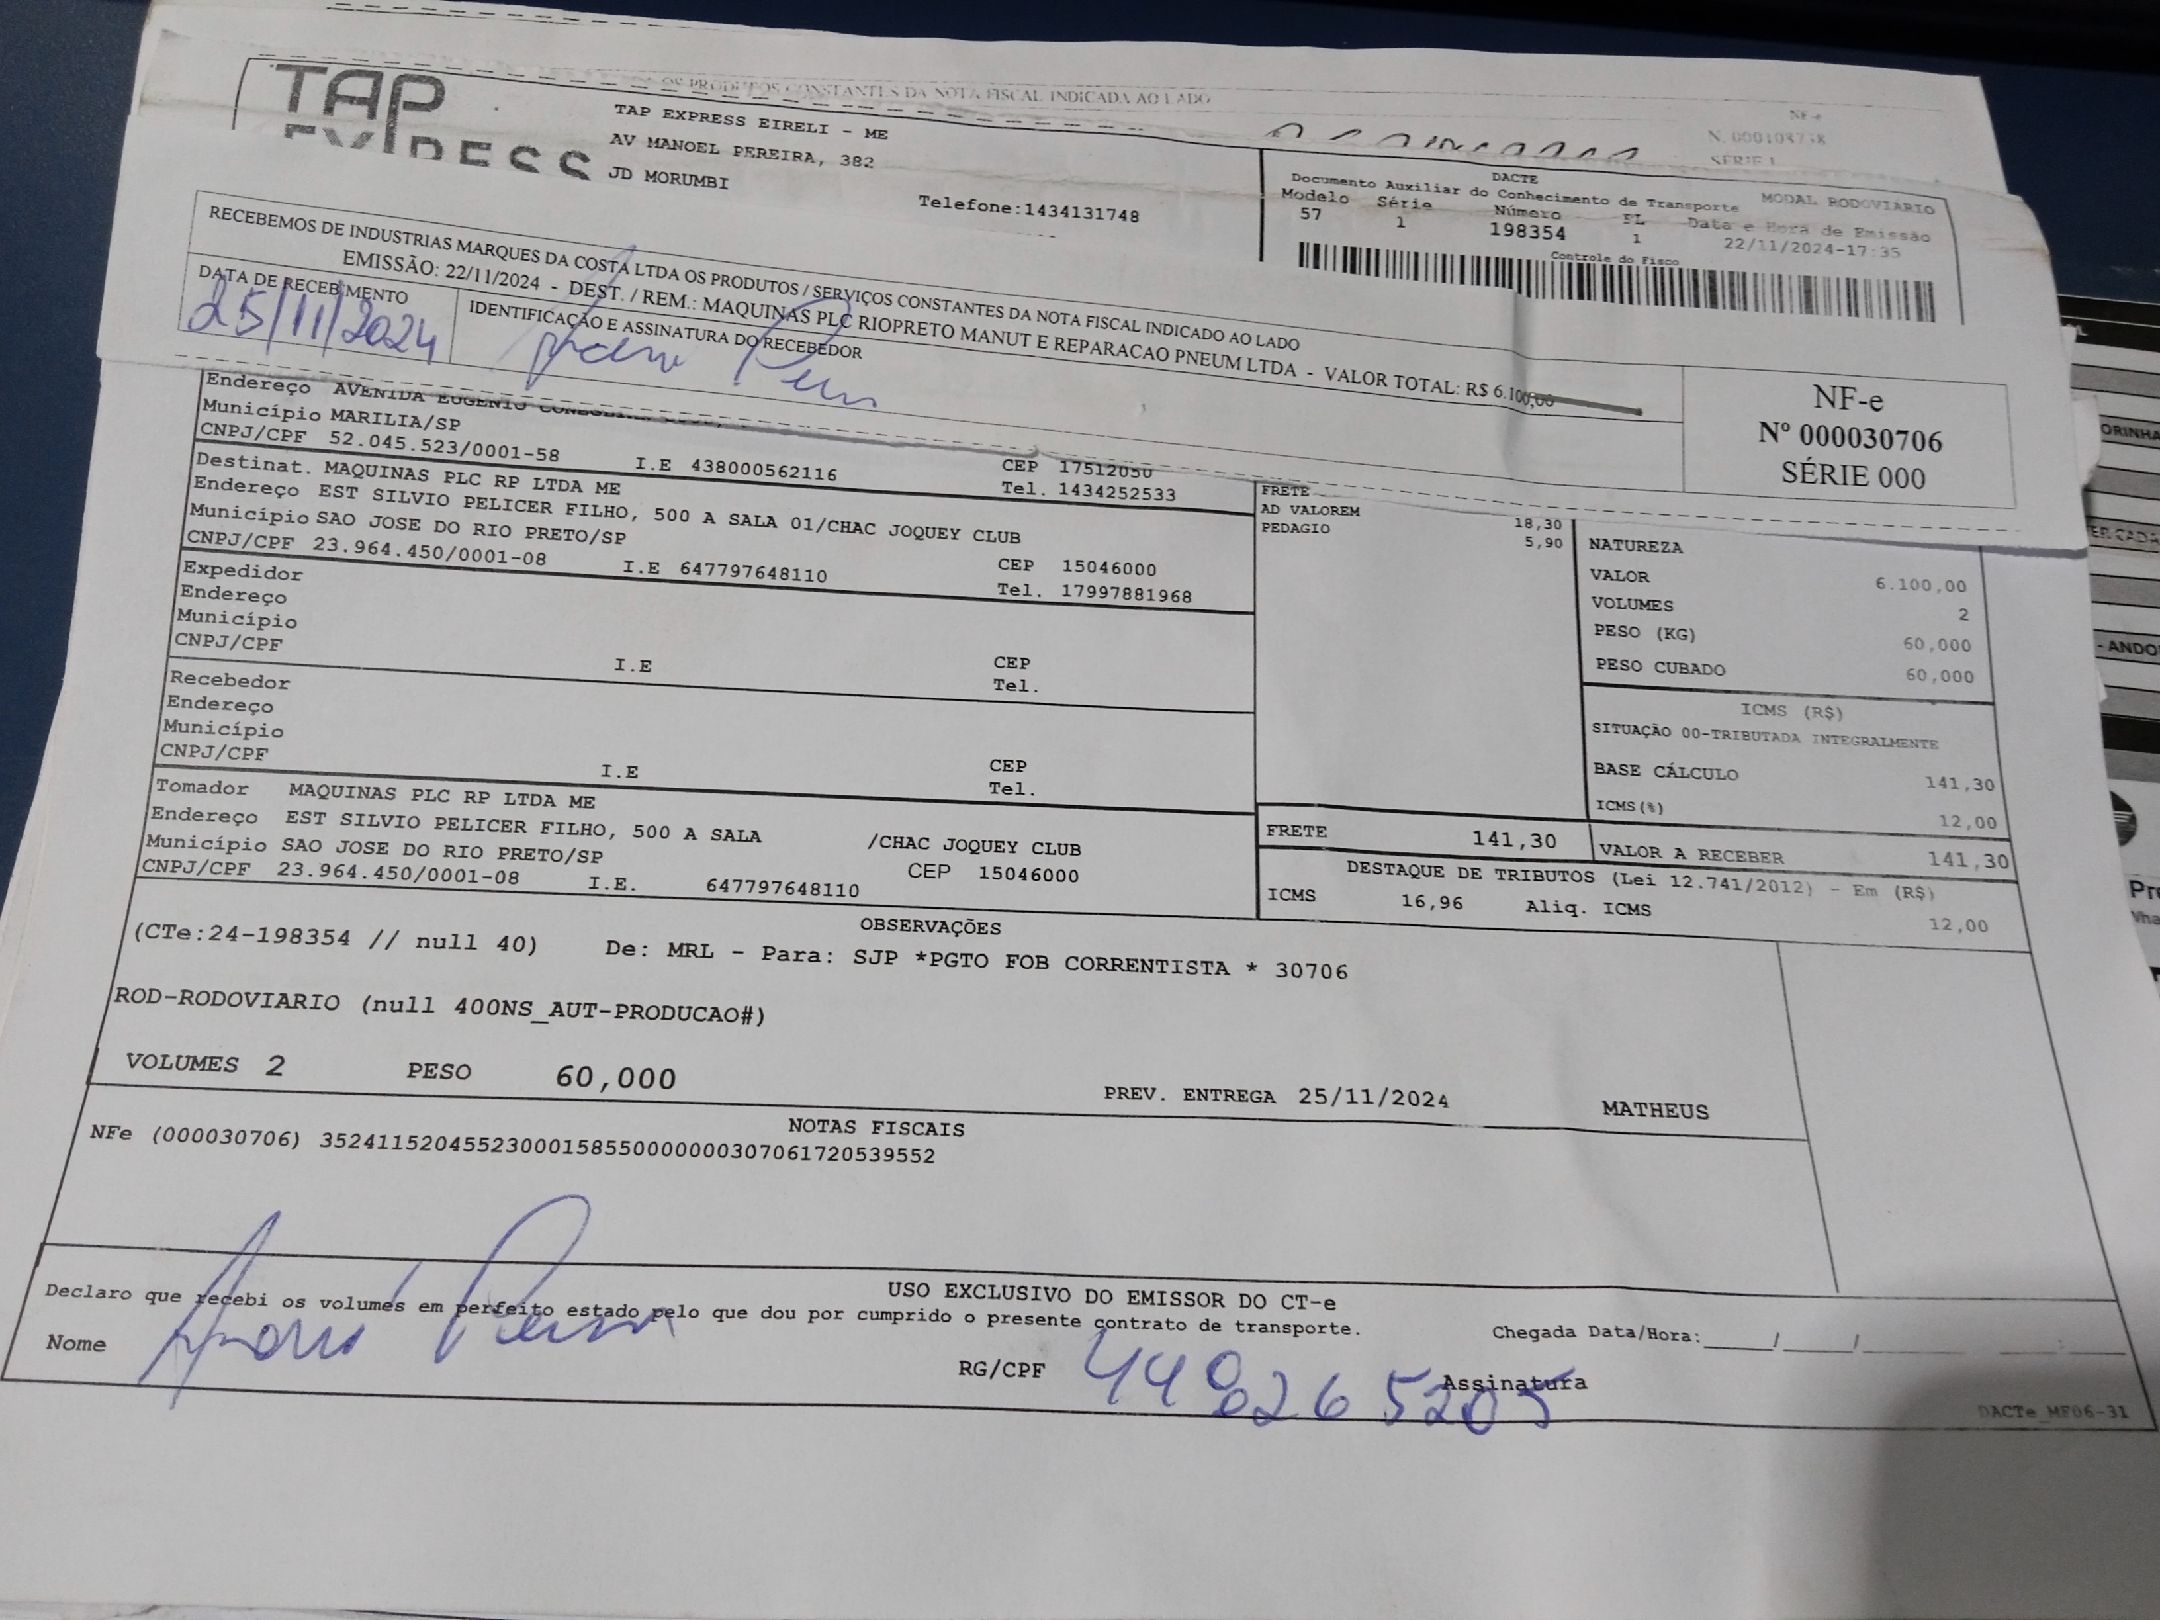 OS PRODUTOS CONSTANTES DA NOTA FISCAL INDICADA AO LADO
NF-e
N. 000108738
SÉRIE 1
TAP
EXPRESS
TAP EXPRESS EIRELI - ME
AV MANOEL PEREIRA, 382
JD MORUMBI
Telefone:1434131748
DACTE
Documento Auxiliar do Conhecimento de Transporte
MODAL RODOVIÁRIO
Modelo Série Número FL Data e Hora de Emissão
57 1 198354 1 22/11/2024-17:35
Controle do Fisco
RECEBEMOS DE INDUSTRIAS MARQUES DA COSTA LTDA OS PRODUTOS / SERVIÇOS CONSTANTES DA NOTA FISCAL INDICADO AO LADO
EMISSÃO: 22/11/2024 - DEST. / REM.: MAQUINAS PLC RIOPRETO MANUT E REPARACAO PNEUM LTDA - VALOR TOTAL: R$ 6.100,00
DATA DE RECEBIMENTO
25/11/2024
IDENTIFICAÇÃO E ASSINATURA DO RECEBEDOR
NF-e
Nº 000030706
SÉRIE 000
Endereço AVENIDA EUGENIO
Município MARILIA/SP
CEP 17512050
CNPJ/CPF 52.045.523/0001-58 I.E 438000562116 Tel. 1434252533
Destinat. MAQUINAS PLC RP LTDA ME
Endereço EST SILVIO PELICER FILHO, 500 A SALA 01/CHAC JOQUEY CLUB
Município SAO JOSE DO RIO PRETO/SP CEP 15046000
CNPJ/CPF 23.964.450/0001-08 I.E 647797648110 Tel. 17997881968
Expedidor
Endereço
Município CEP
CNPJ/CPF I.E Tel.
Recebedor
Endereço
Município CEP
CNPJ/CPF I.E Tel.
Tomador MAQUINAS PLC RP LTDA ME
Endereço EST SILVIO PELICER FILHO, 500 A SALA /CHAC JOQUEY CLUB
Município SAO JOSE DO RIO PRETO/SP CEP 15046000
CNPJ/CPF 23.964.450/0001-08 I.E. 647797648110
FRETE
AD VALOREM 18,30
PEDAGIO 5,90
NATUREZA
VALOR 6.100,00
VOLUMES 2
PESO (KG) 60,000
PESO CUBADO 60,000
ICMS (R$)
SITUAÇÃO 00-TRIBUTADA INTEGRALMENTE
BASE CÁLCULO 141,30
ICMS(%) 12,00
FRETE 141,30 VALOR A RECEBER 141,30
DESTAQUE DE TRIBUTOS (Lei 12.741/2012) - Em (R$)
ICMS 16,96 Aliq. ICMS 12,00
OBSERVAÇÕES
(CTe:24-198354 // null 40) De: MRL - Para: SJP *PGTO FOB CORRENTISTA * 30706
ROD-RODOVIARIO (null 400NS_AUT-PRODUCAO#)
VOLUMES 2 PESO 60,000 PREV. ENTREGA 25/11/2024 MATHEUS
NOTAS FISCAIS
NFe (000030706) 35241152045523000158550000000307061720539552
USO EXCLUSIVO DO EMISSOR DO CT-e
Declaro que recebi os volumes em perfeito estado pelo que dou por cumprido o presente contrato de transporte.
Chegada Data/Hora:____/____/
Nome RG/CPF Assinatura
DACTe_MF06-31
ORINHA
- ANDO